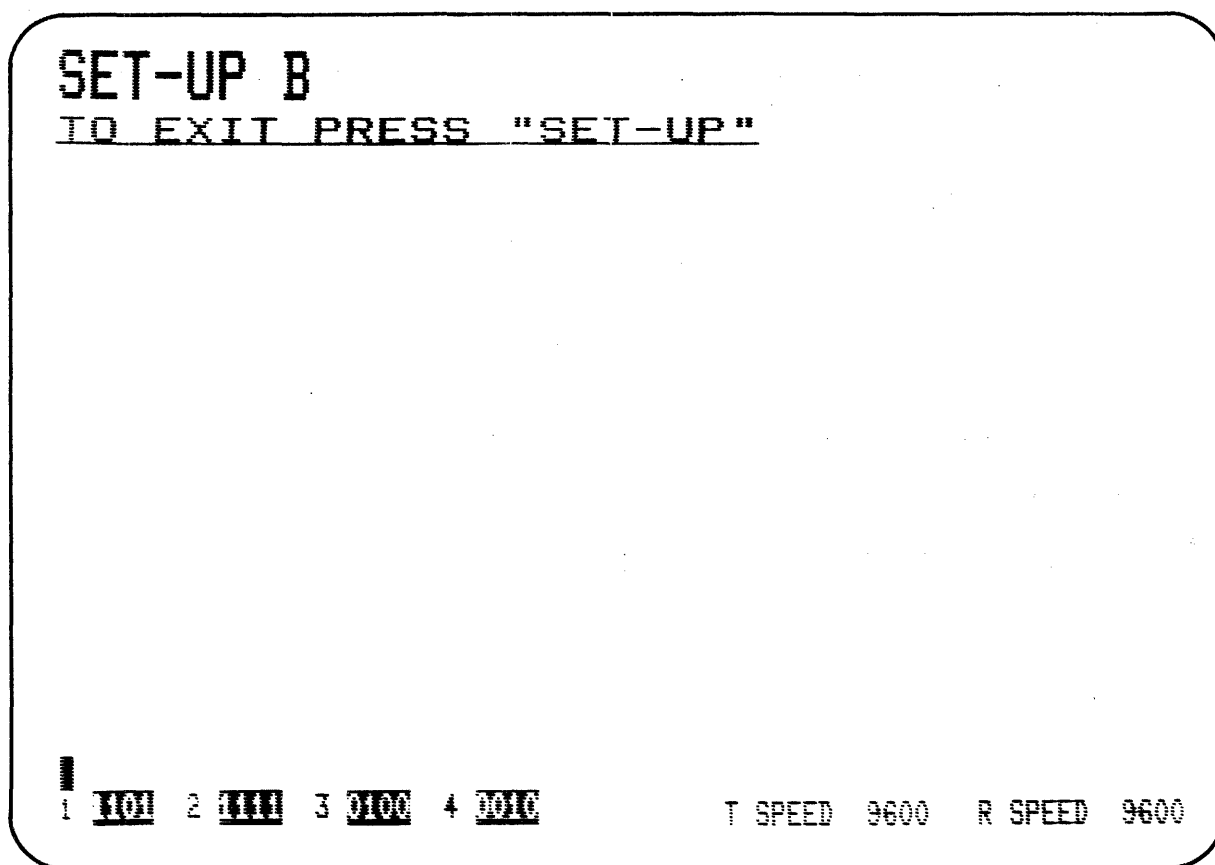 SET-UP B
TO EXIT PRESS "SET-UP"
1 1101 2 1111 3 0100 4 0010 T SPEED 9600 R SPEED 9600